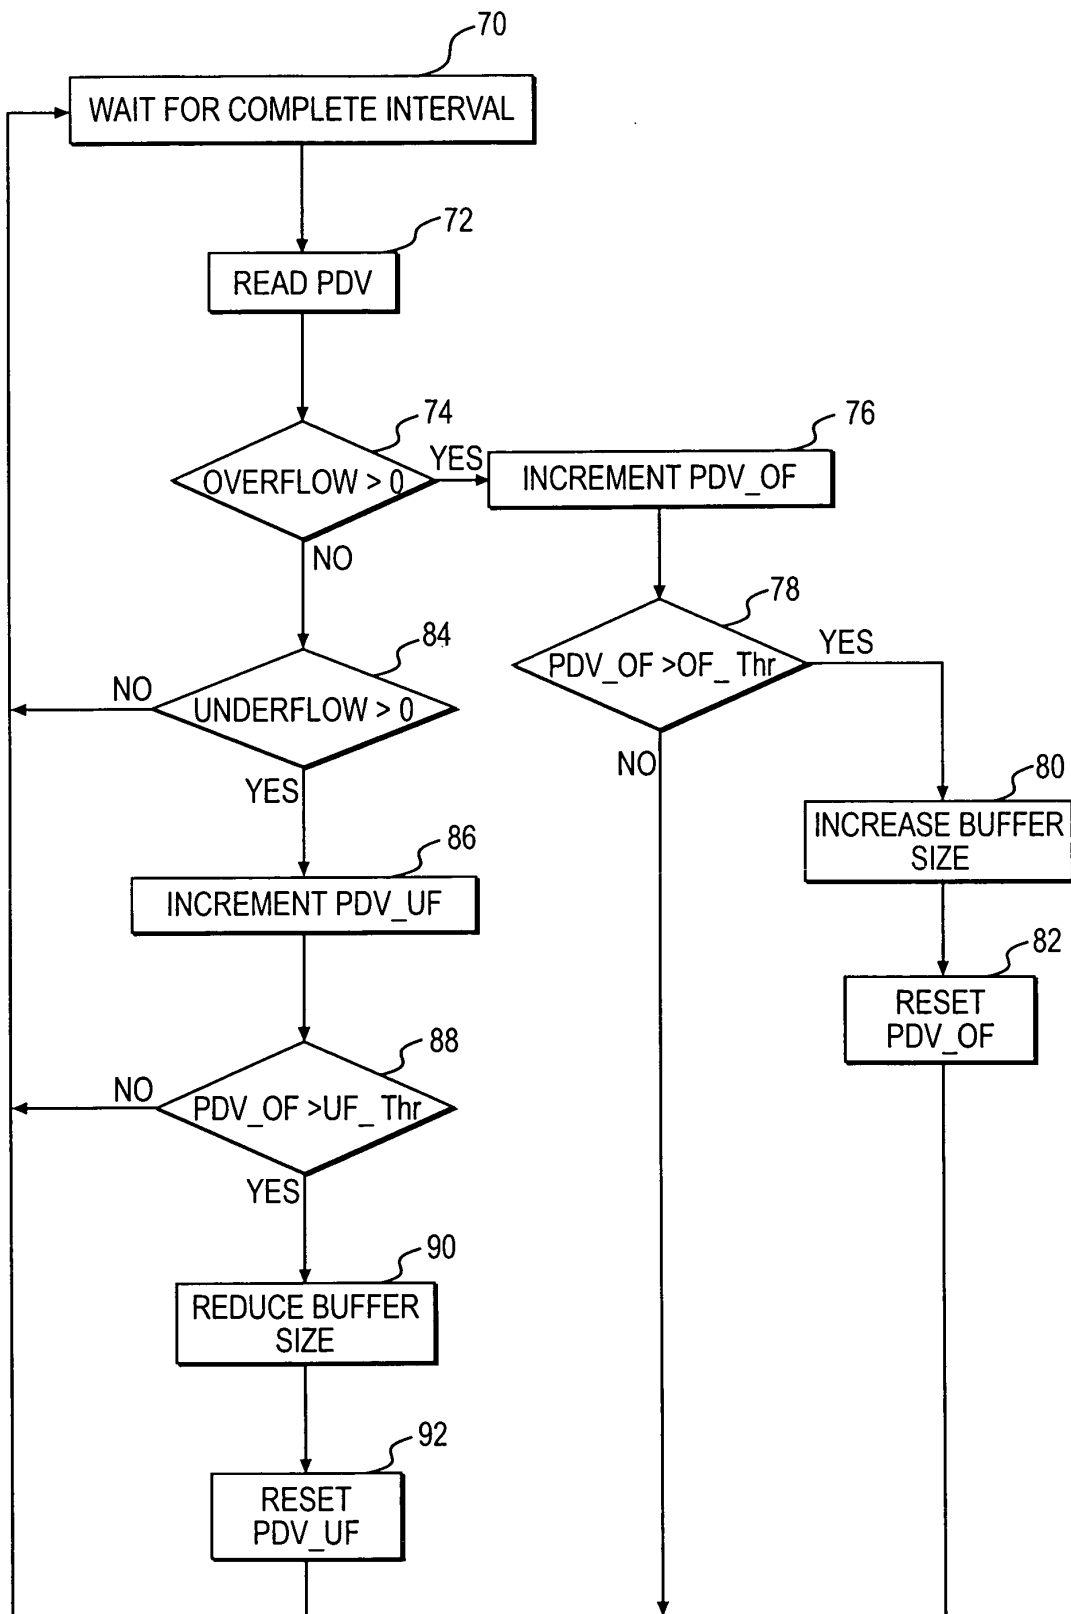 70
WAIT FOR COMPLETE INTERVAL
72
READ PDV
74
OVERFLOW > 0
YES
NO
76
INCREMENT PDV_OF
78
PDV_OF >OF_ Thr
YES
NO
80
INCREASE BUFFER
SIZE
82
RESET
PDV_OF
84
UNDERFLOW > 0
NO
YES
86
INCREMENT PDV_UF
88
PDV_OF >UF_ Thr
NO
YES
90
REDUCE BUFFER
SIZE
92
RESET
PDV_UF